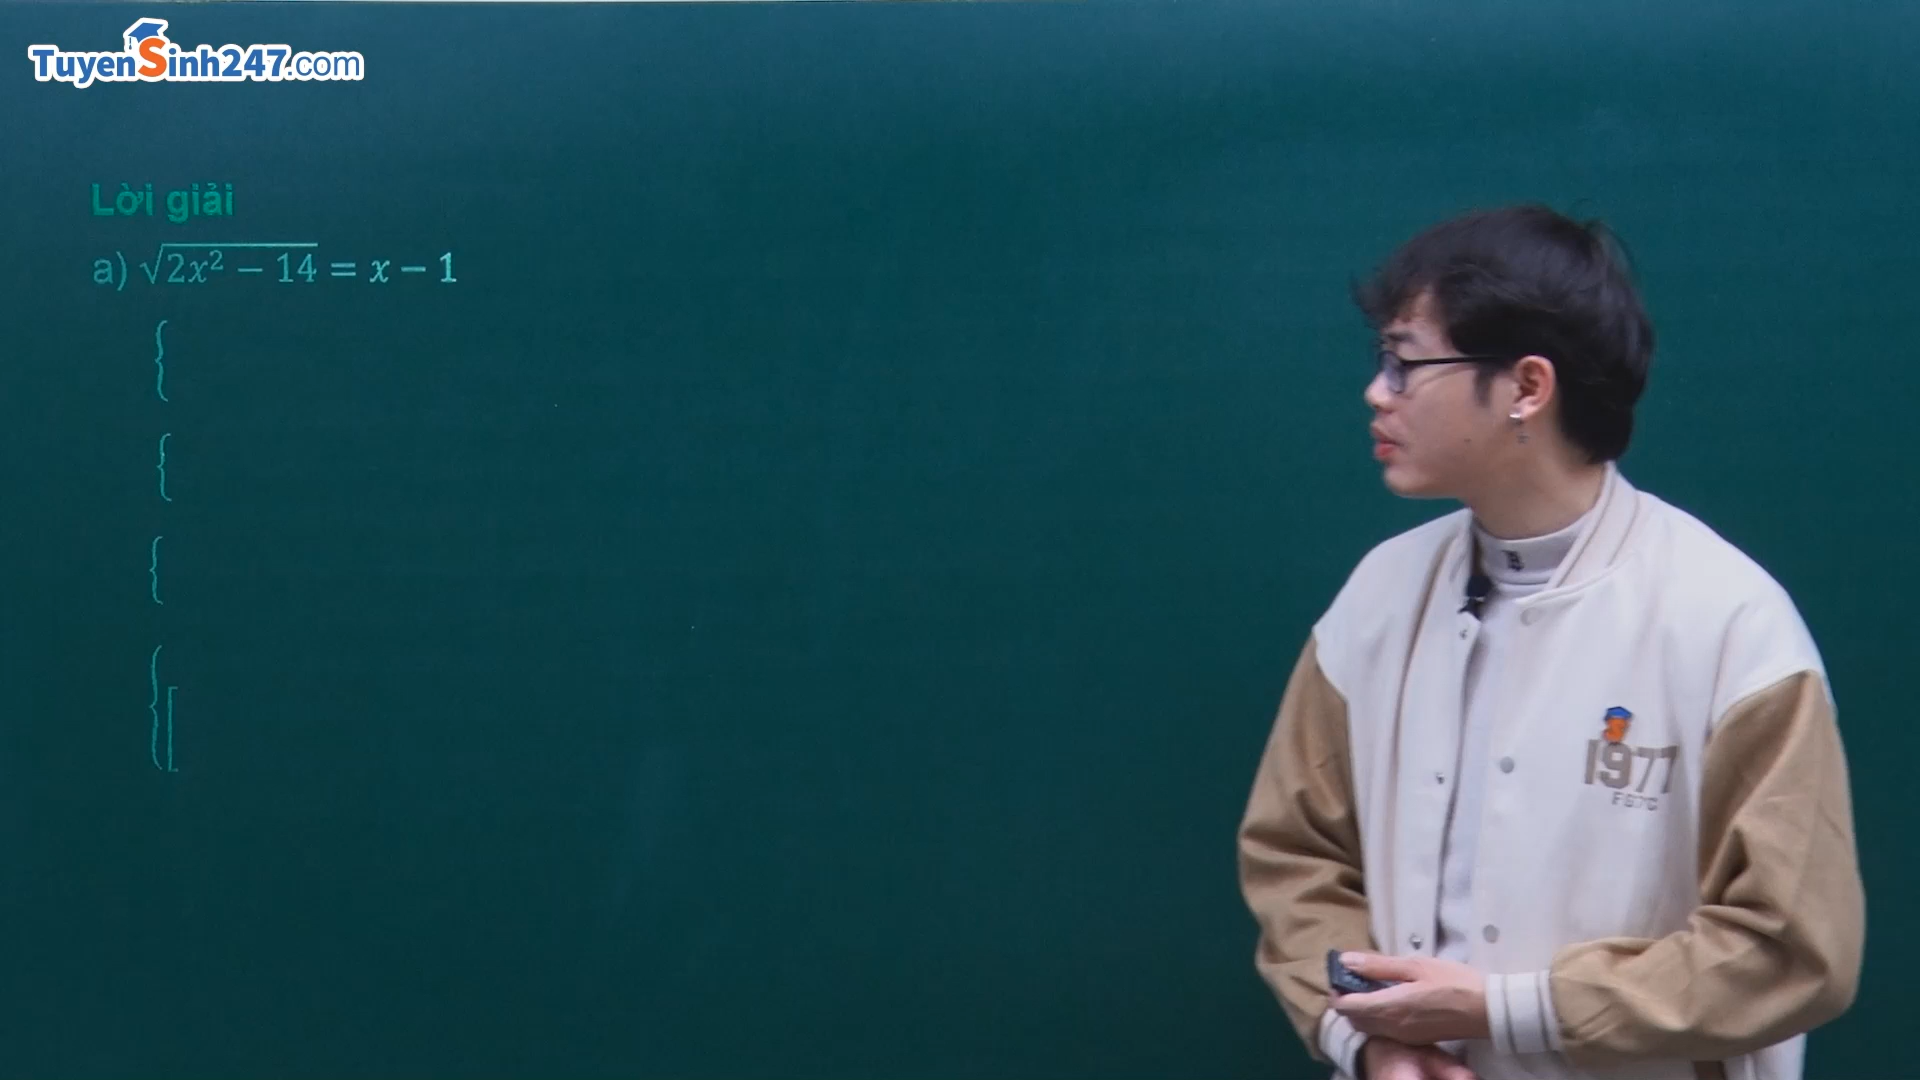 TuyenSinh247.com
Lời giải
a) √(2x² − 14) = x − 1
{
{
{
{[
1977